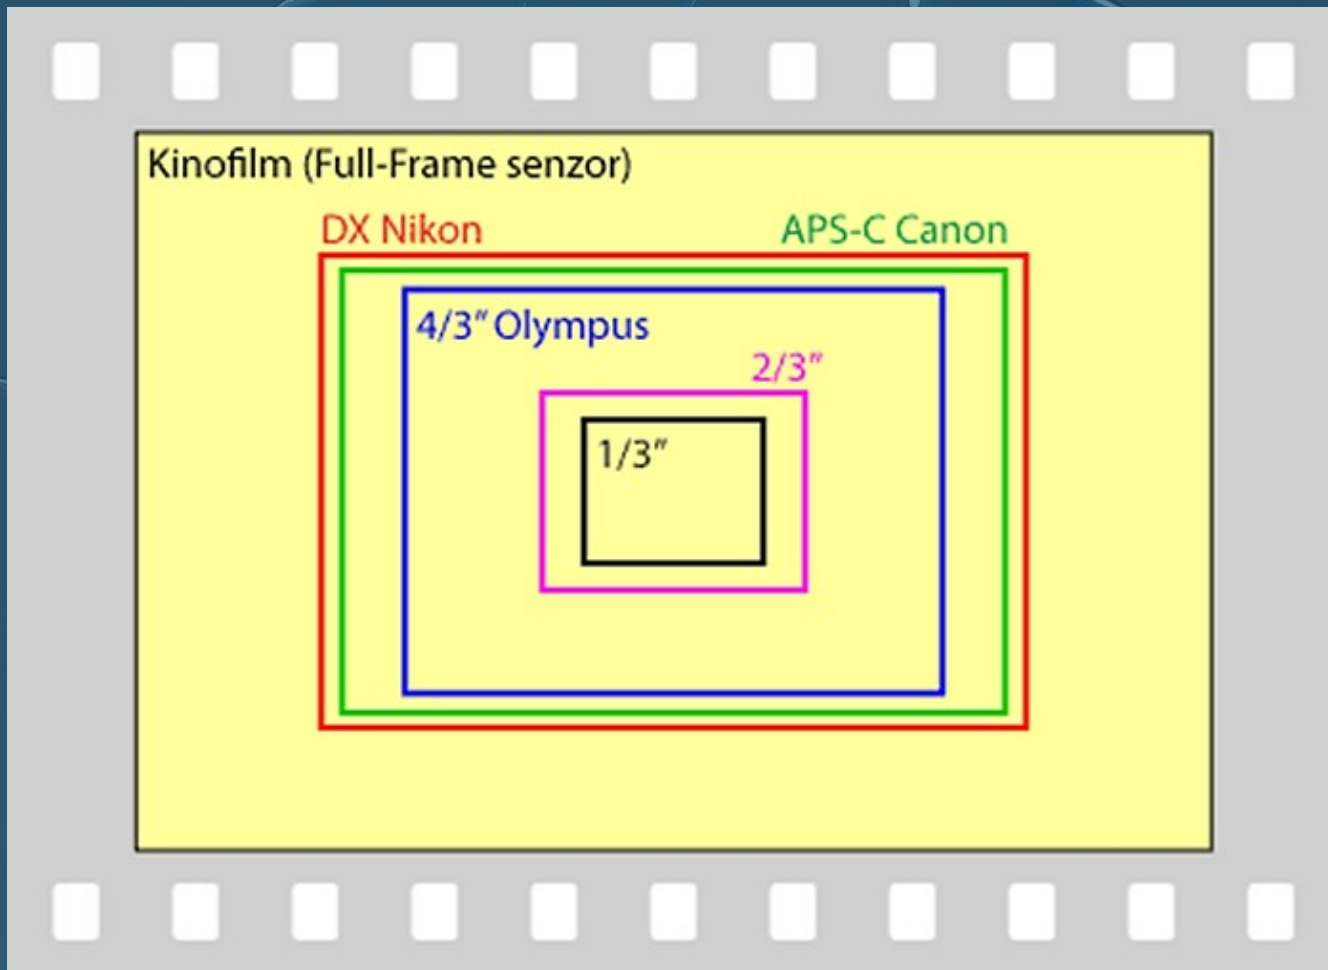 Kinofilm (Full-Frame senzor)
DX Nikon
APS-C Canon
4/3" Olympus
2/3"
1/3"